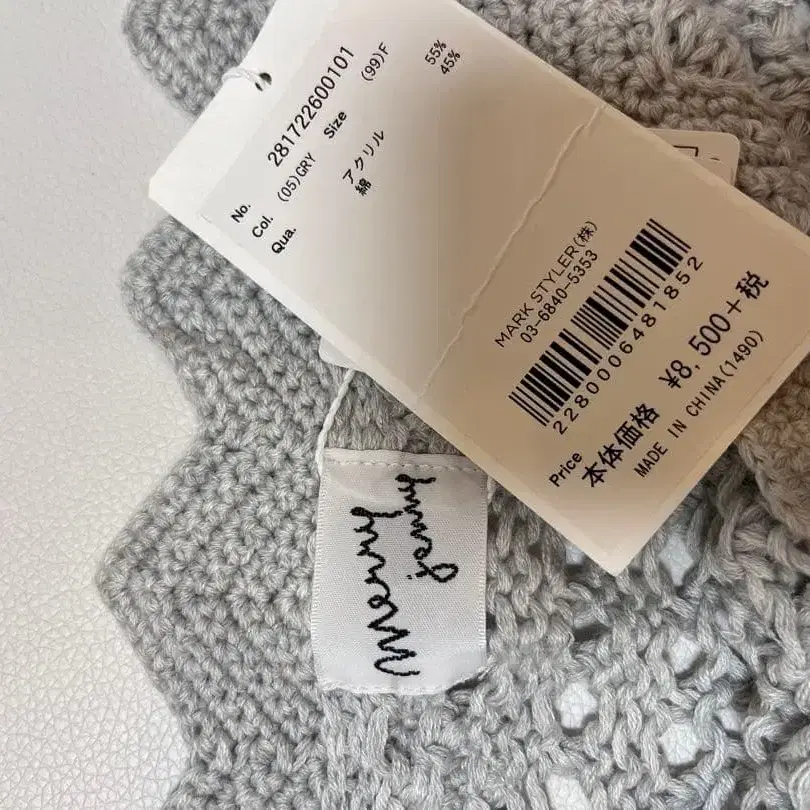 No. 281722600101
Col. (05)GRY Size (99)F
Qua. アクリル 55%
綿 45%
MARK STYLER(株)
03-6840-5353
2280006481852
Price 本体価格 ¥8,500+税
MADE IN CHINA(1490)
merry
jenny